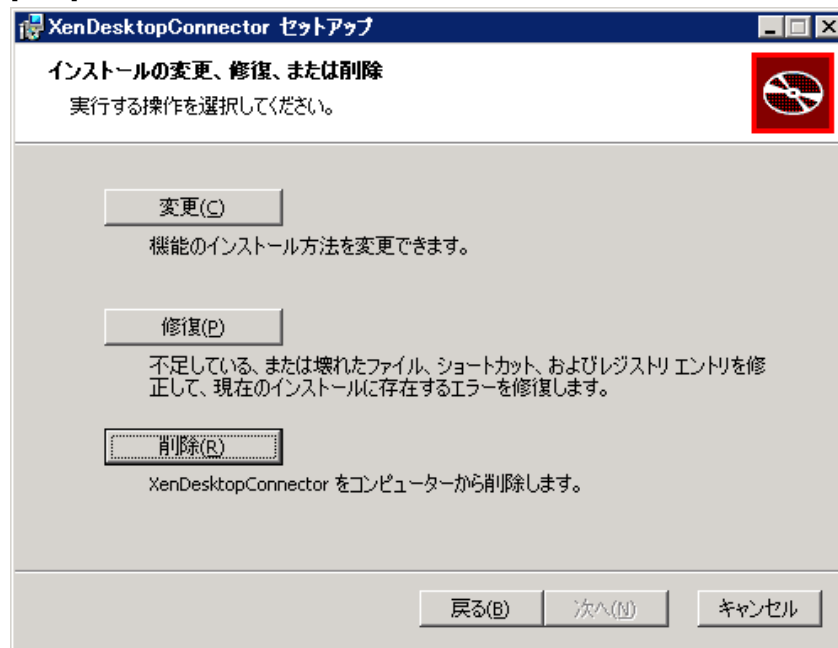 XenDesktopConnector セットアップ
インストールの変更、修復、または削除
実行する操作を選択してください。
変更(C)
機能のインストール方法を変更できます。
修復(P)
不足している、または壊れたファイル、ショートカット、およびレジストリ エントリを修
正して、現在のインストールに存在するエラーを修復します。
削除(R)
XenDesktopConnector をコンピューターから削除します。
戻る(B) 次へ(N) キャンセル